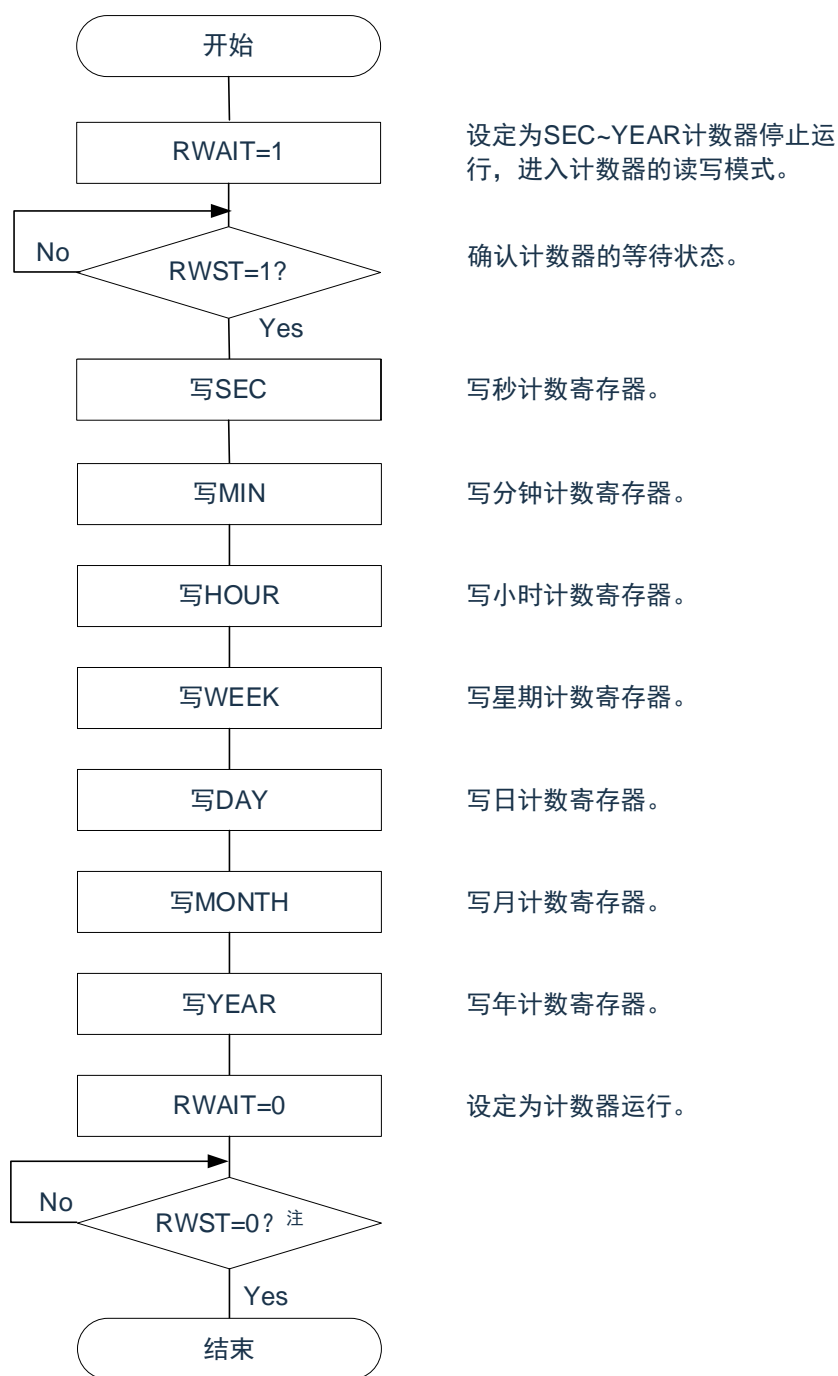 开始
RWAIT=1
设定为SEC~YEAR计数器停止运
行，进入计数器的读写模式。
No
RWST=1?
确认计数器的等待状态。
Yes
写SEC
写秒计数寄存器。
写MIN
写分钟计数寄存器。
写HOUR
写小时计数寄存器。
写WEEK
写星期计数寄存器。
写DAY
写日计数寄存器。
写MONTH
写月计数寄存器。
写YEAR
写年计数寄存器。
RWAIT=0
设定为计数器运行。
No
RWST=0? 注
Yes
结束